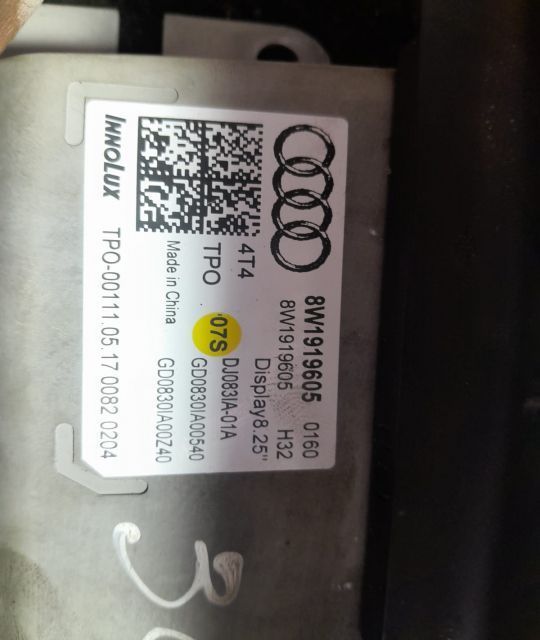 8W1919605 0160
8W1919605 H32
Display8.25"
4T4
TPO 07S DJ083IA-01A
GD0830IA00540
Made in China GD0830IA00Z40
INNOLUX TPO-00111.05.17 0082 0204
3